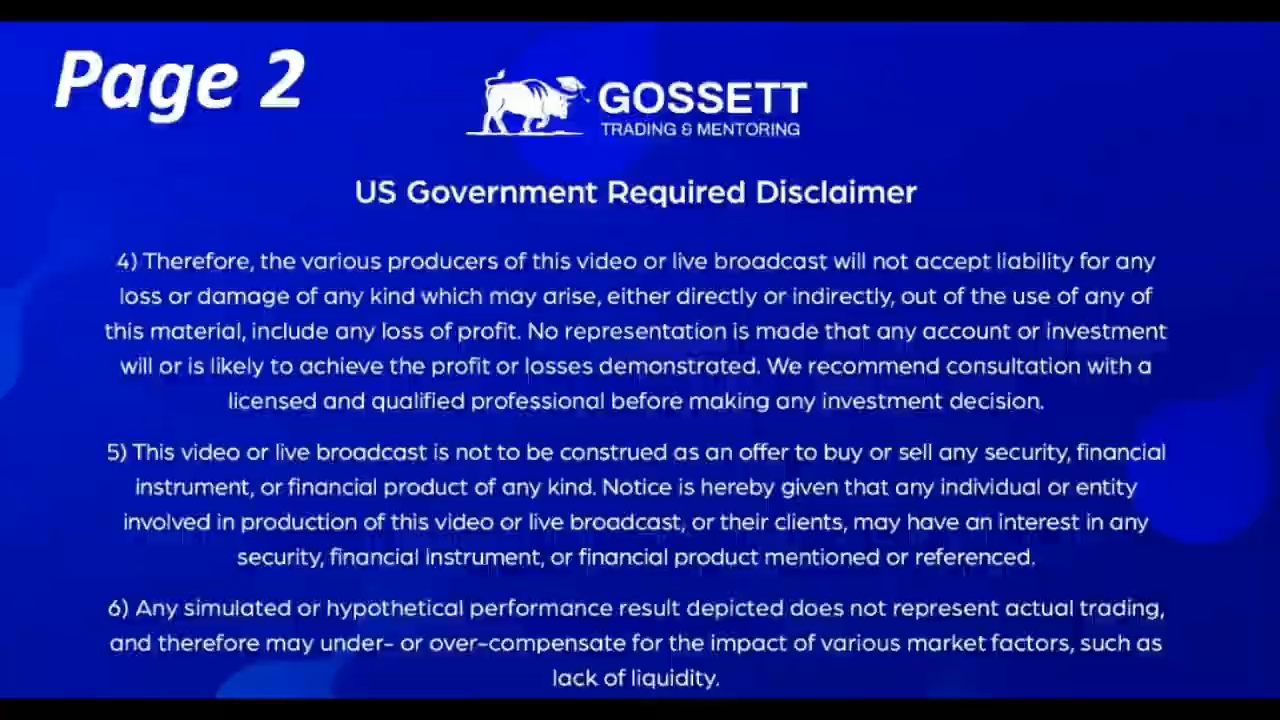 Page 2
GOSSETT
TRADING & MENTORING
US Government Required Disclaimer
4) Therefore, the various producers of this video or live broadcast will not accept liability for any
loss or damage of any kind which may arise, either directly or indirectly, out of the use of any of
this material, include any loss of profit. No representation is made that any account or investment
will or is likely to achieve the profit or losses demonstrated. We recommend consultation with a
licensed and qualified professional before making any investment decision.
5) This video or live broadcast is not to be construed as an offer to buy or sell any security, financial
instrument, or financial product of any kind. Notice is hereby given that any individual or entity
involved in production of this video or live broadcast, or their clients, may have an interest in any
security, financial instrument, or financial product mentioned or referenced.
6) Any simulated or hypothetical performance result depicted does not represent actual trading,
and therefore may under- or over-compensate for the impact of various market factors, such as
lack of liquidity.